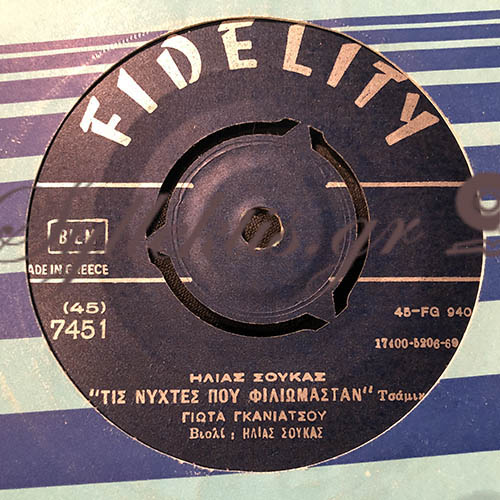 FIDELITY
BIEM
ADE IN GREECE
(45)
7451
45-FG 940
17400-5206-69
ΗΛΙΑΣ ΣΟΥΚΑΣ
"ΤΙΣ ΝΥΧΤΕΣ ΠΟΥ ΦΙΛΙΩΜΑΣΤΑΝ" Τσάμικ
ΓΙΩΤΑ ΓΚΑΝΙΑΤΣΟΥ
Βιολί: ΗΛΙΑΣ ΣΟΥΚΑΣ